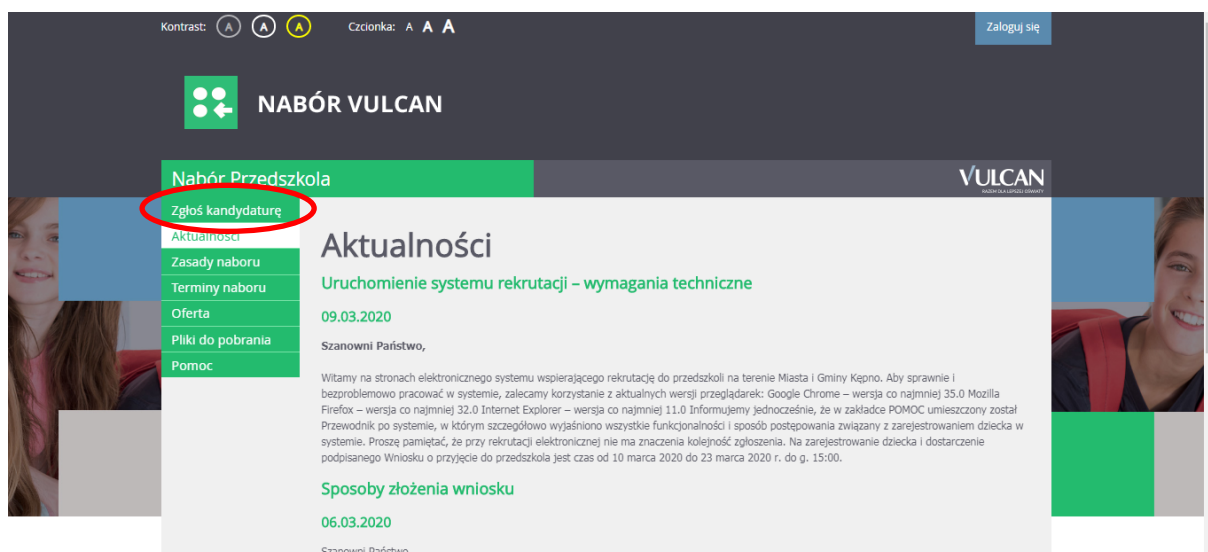 Kontrast: A A A Czcionka: A A A Zaloguj się
NABÓR VULCAN
Nabór Przedszkola
VULCAN
RAZEM DLA LEPSZEJ OŚWIATY
Zgłoś kandydaturę
Aktualności
Zasady naboru
Terminy naboru
Oferta
Pliki do pobrania
Pomoc
Aktualności
Uruchomienie systemu rekrutacji – wymagania techniczne
09.03.2020
Szanowni Państwo,
Witamy na stronach elektronicznego systemu wspierającego rekrutację do przedszkoli na terenie Miasta i Gminy Kępno. Aby sprawnie i
bezproblemowo pracować w systemie, zalecamy korzystanie z aktualnych wersji przeglądarek: Google Chrome – wersja co najmniej 35.0 Mozilla
Firefox – wersja co najmniej 32.0 Internet Explorer – wersja co najmniej 11.0 Informujemy jednocześnie, że w zakładce POMOC umieszczony został
Przewodnik po systemie, w którym szczegółowo wyjaśniono wszystkie funkcjonalności i sposób postępowania związany z zarejestrowaniem dziecka w
systemie. Proszę pamiętać, że przy rekrutacji elektronicznej nie ma znaczenia kolejność zgłoszenia. Na zarejestrowanie dziecka i dostarczenie
podpisanego Wniosku o przyjęcie do przedszkola jest czas od 10 marca 2020 do 23 marca 2020 r. do g. 15:00.
Sposoby złożenia wniosku
06.03.2020
Szanowni Państwo